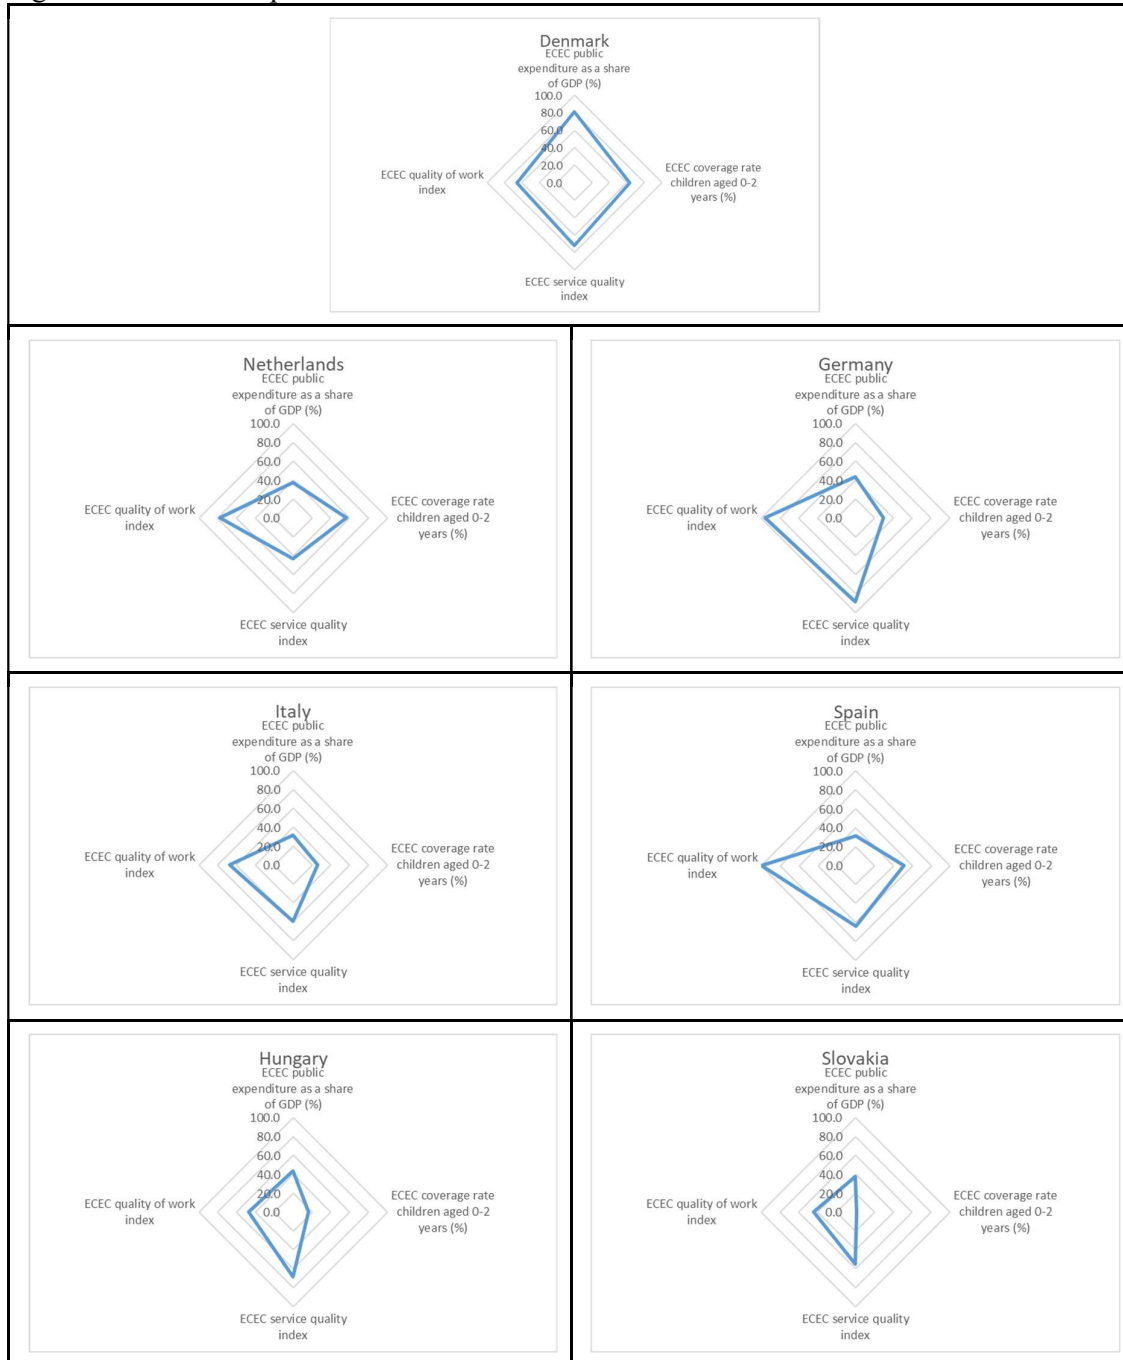 Denmark
ECEC public
expenditure as a share
of GDP (%)
100.0
80.0
60.0
40.0
20.0
0.0
ECEC quality of work
index
ECEC coverage rate
children aged 0-2
years (%)
ECEC service quality
index
Netherlands
ECEC public
expenditure as a share
of GDP (%)
100.0
80.0
60.0
40.0
20.0
0.0
ECEC quality of work
index
ECEC coverage rate
children aged 0-2
years (%)
ECEC service quality
index
Germany
ECEC public
expenditure as a share
of GDP (%)
100.0
80.0
60.0
40.0
20.0
0.0
ECEC quality of work
index
ECEC coverage rate
children aged 0-2
years (%)
ECEC service quality
index
Italy
ECEC public
expenditure as a share
of GDP (%)
100.0
80.0
60.0
40.0
20.0
0.0
ECEC quality of work
index
ECEC coverage rate
children aged 0-2
years (%)
ECEC service quality
index
Spain
ECEC public
expenditure as a share
of GDP (%)
100.0
80.0
60.0
40.0
20.0
0.0
ECEC quality of work
index
ECEC coverage rate
children aged 0-2
years (%)
ECEC service quality
index
Hungary
ECEC public
expenditure as a share
of GDP (%)
100.0
80.0
60.0
40.0
20.0
0.0
ECEC quality of work
index
ECEC coverage rate
children aged 0-2
years (%)
ECEC service quality
index
Slovakia
ECEC public
expenditure as a share
of GDP (%)
100.0
80.0
60.0
40.0
20.0
0.0
ECEC quality of work
index
ECEC coverage rate
children aged 0-2
years (%)
ECEC service quality
index